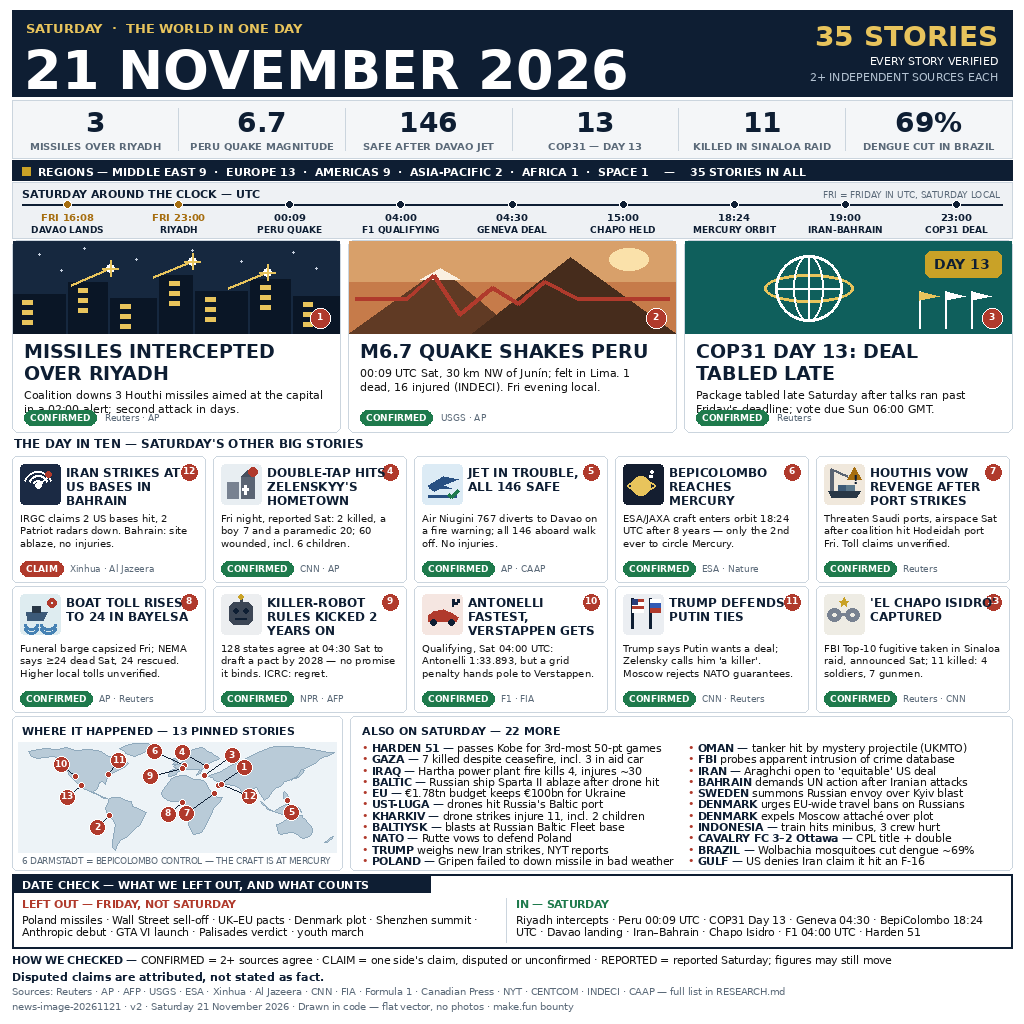 SATURDAY · THE WORLD IN ONE DAY
21 NOVEMBER 2026
35 STORIES
EVERY STORY VERIFIED
2+ INDEPENDENT SOURCES EACH
3
MISSILES OVER RIYADH
6.7
PERU QUAKE MAGNITUDE
146
SAFE AFTER DAVAO JET
13
COP31 — DAY 13
11
KILLED IN SINALOA RAID
69%
DENGUE CUT IN BRAZIL
REGIONS — MIDDLE EAST 9 · EUROPE 13 · AMERICAS 9 · ASIA-PACIFIC 2 · AFRICA 1 · SPACE 1 — 35 STORIES IN ALL
SATURDAY AROUND THE CLOCK — UTC
FRI = FRIDAY IN UTC, SATURDAY LOCAL
FRI 16:08
DAVAO LANDS
FRI 23:00
RIYADH
00:09
PERU QUAKE
04:00
F1 QUALIFYING
04:30
GENEVA DEAL
15:00
CHAPO HELD
18:24
MERCURY ORBIT
19:00
IRAN-BAHRAIN
23:00
COP31 DEAL
1
MISSILES INTERCEPTED
OVER RIYADH
Coalition downs 3 Houthi missiles aimed at the capital
in a 02:00 alert; second attack in days.
CONFIRMED Reuters · AP
2
M6.7 QUAKE SHAKES PERU
00:09 UTC Sat, 30 km NW of Junín; felt in Lima. 1
dead, 16 injured (INDECI). Fri evening local.
CONFIRMED USGS · AP
DAY 13
3
COP31 DAY 13: DEAL
TABLED LATE
Package tabled late Saturday after talks ran past
Friday's deadline; vote due Sun 06:00 GMT.
CONFIRMED Reuters
THE DAY IN TEN — SATURDAY'S OTHER BIG STORIES
IRAN STRIKES AT 12
US BASES IN
BAHRAIN
IRGC claims 2 US bases hit, 2
Patriot radars down. Bahrain: site
ablaze, no injuries.
CLAIM Xinhua · Al Jazeera
DOUBLE-TAP HITS 4
ZELENSKYY'S
HOMETOWN
Fri night, reported Sat: 2 killed, a
boy 7 and a paramedic 20; 60
wounded, incl. 6 children.
CONFIRMED CNN · AP
JET IN TROUBLE, 5
ALL 146 SAFE
Air Niugini 767 diverts to Davao on
a fire warning; all 146 aboard walk
off. No injuries.
CONFIRMED AP · CAAP
BEPICOLOMBO 6
REACHES
MERCURY
ESA/JAXA craft enters orbit 18:24
UTC after 8 years — only the 2nd
ever to circle Mercury.
CONFIRMED ESA · Nature
HOUTHIS VOW 7
REVENGE AFTER
PORT STRIKES
Threaten Saudi ports, airspace Sat
after coalition hit Hodeidah port
Fri. Toll claims unverified.
CONFIRMED Reuters
BOAT TOLL RISES 8
TO 24 IN BAYELSA
Funeral barge capsized Fri; NEMA
says ≥24 dead Sat, 24 rescued.
Higher local tolls unverified.
CONFIRMED AP · Reuters
KILLER-ROBOT 9
RULES KICKED 2
YEARS ON
128 states agree at 04:30 Sat to
draft a pact by 2028 — no promise
it binds. ICRC: regret.
CONFIRMED NPR · AFP
ANTONELLI 10
FASTEST,
VERSTAPPEN GETS
Qualifying, Sat 04:00 UTC:
Antonelli 1:33.893, but a grid
penalty hands pole to Verstappen.
CONFIRMED F1 · FIA
TRUMP DEFENDS 11
PUTIN TIES
Trump says Putin wants a deal;
Zelensky calls him 'a killer'.
Moscow rejects NATO guarantees.
CONFIRMED CNN · Reuters
'EL CHAPO ISIDRO' 13
CAPTURED
FBI Top-10 fugitive taken in Sinaloa
raid, announced Sat; 11 killed: 4
soldiers, 7 gunmen.
CONFIRMED Reuters · CNN
WHERE IT HAPPENED — 13 PINNED STORIES
6
4
3
11
10
1
9
13
12
8
7
5
2
6 DARMSTADT = BEPICOLOMBO CONTROL — THE CRAFT IS AT MERCURY
ALSO ON SATURDAY — 22 MORE
• HARDEN 51 — passes Kobe for 3rd-most 50-pt games
• GAZA — 7 killed despite ceasefire, incl. 3 in aid car
• IRAQ — Hartha power plant fire kills 4, injures ~30
• BALTIC — Russian ship Sparta II ablaze after drone hit
• EU — €1.78tn budget keeps €100bn for Ukraine
• UST-LUGA — drones hit Russia's Baltic port
• KHARKIV — drone strikes injure 11, incl. 2 children
• BALTIYSK — blasts at Russian Baltic Fleet base
• NATO — Rutte vows to defend Poland
• TRUMP weighs new Iran strikes, NYT reports
• POLAND — Gripen failed to down missile in bad weather
• OMAN — tanker hit by mystery projectile (UKMTO)
• FBI probes apparent intrusion of crime database
• IRAN — Araghchi open to 'equitable' US deal
• BAHRAIN demands UN action after Iranian attacks
• SWEDEN summons Russian envoy over Kyiv blast
• DENMARK urges EU-wide travel bans on Russians
• DENMARK expels Moscow attaché over plot
• INDONESIA — train hits minibus, 3 crew hurt
• CAVALRY FC 3–2 Ottawa — CPL title + double
• BRAZIL — Wolbachia mosquitoes cut dengue ~69%
• GULF — US denies Iran claim it hit an F-16
DATE CHECK — WHAT WE LEFT OUT, AND WHAT COUNTS
LEFT OUT — FRIDAY, NOT SATURDAY
Poland missiles · Wall Street sell-off · UK–EU pacts · Denmark plot · Shenzhen summit ·
Anthropic debut · GTA VI launch · Palisades verdict · youth march
IN — SATURDAY
Riyadh intercepts · Peru 00:09 UTC · COP31 Day 13 · Geneva 04:30 · BepiColombo 18:24
UTC · Davao landing · Iran–Bahrain · Chapo Isidro · F1 04:00 UTC · Harden 51
HOW WE CHECKED — CONFIRMED = 2+ sources agree · CLAIM = one side's claim, disputed or unconfirmed · REPORTED = reported Saturday; figures may still move
Disputed claims are attributed, not stated as fact.
Sources: Reuters · AP · AFP · USGS · ESA · Xinhua · Al Jazeera · CNN · FIA · Formula 1 · Canadian Press · NYT · CENTCOM · INDECI · CAAP — full list in RESEARCH.md
news-image-20261121 · v2 · Saturday 21 November 2026 · Drawn in code — flat vector, no photos · make.fun bounty